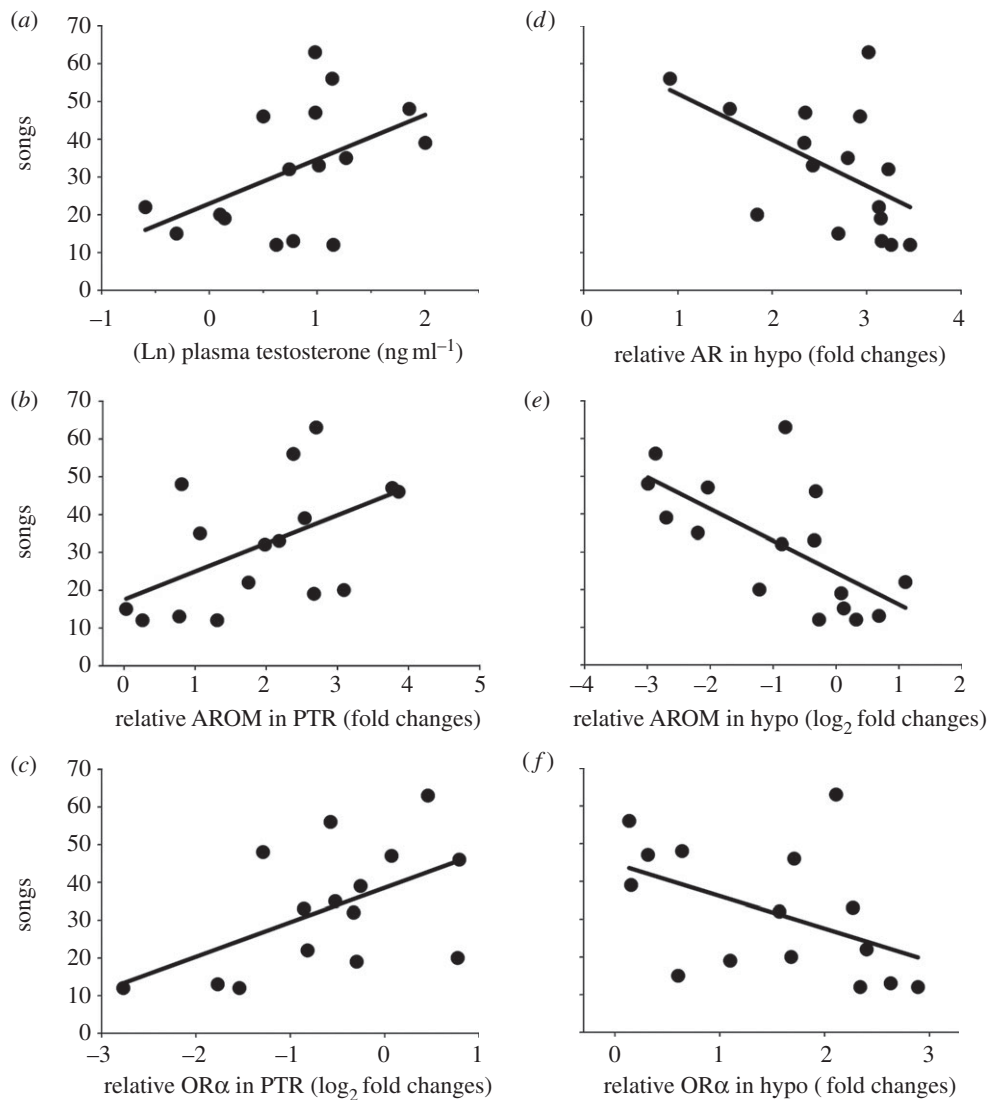 (a)
70
60
50
40
30
20
10
0
songs
–1 0 1 2
(Ln) plasma testosterone (ng ml–1)
(d)
0 1 2 3 4
relative AR in hypo (fold changes)
(b)
70
60
50
40
30
20
10
0
songs
0 1 2 3 4 5
relative AROM in PTR (fold changes)
(e)
–4 –3 –2 –1 0 1 2
relative AROM in hypo (log2 fold changes)
(c)
70
60
50
40
30
20
10
0
songs
–3 –2 –1 0 1
relative ORα in PTR (log2 fold changes)
(f)
0 1 2 3
relative ORα in hypo ( fold changes)